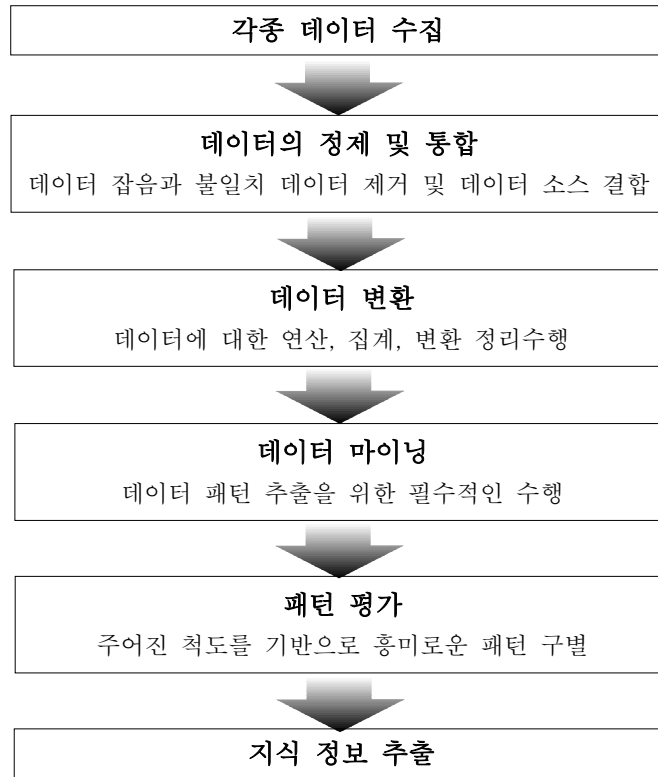 각종 데이터 수집
데이터의 정제 및 통합
데이터 잡음과 불일치 데이터 제거 및 데이터 소스 결합
데이터 변환
데이터에 대한 연산, 집계, 변환 정리수행
데이터 마이닝
데이터 패턴 추출을 위한 필수적인 수행
패턴 평가
주어진 척도를 기반으로 흥미로운 패턴 구별
지식 정보 추출